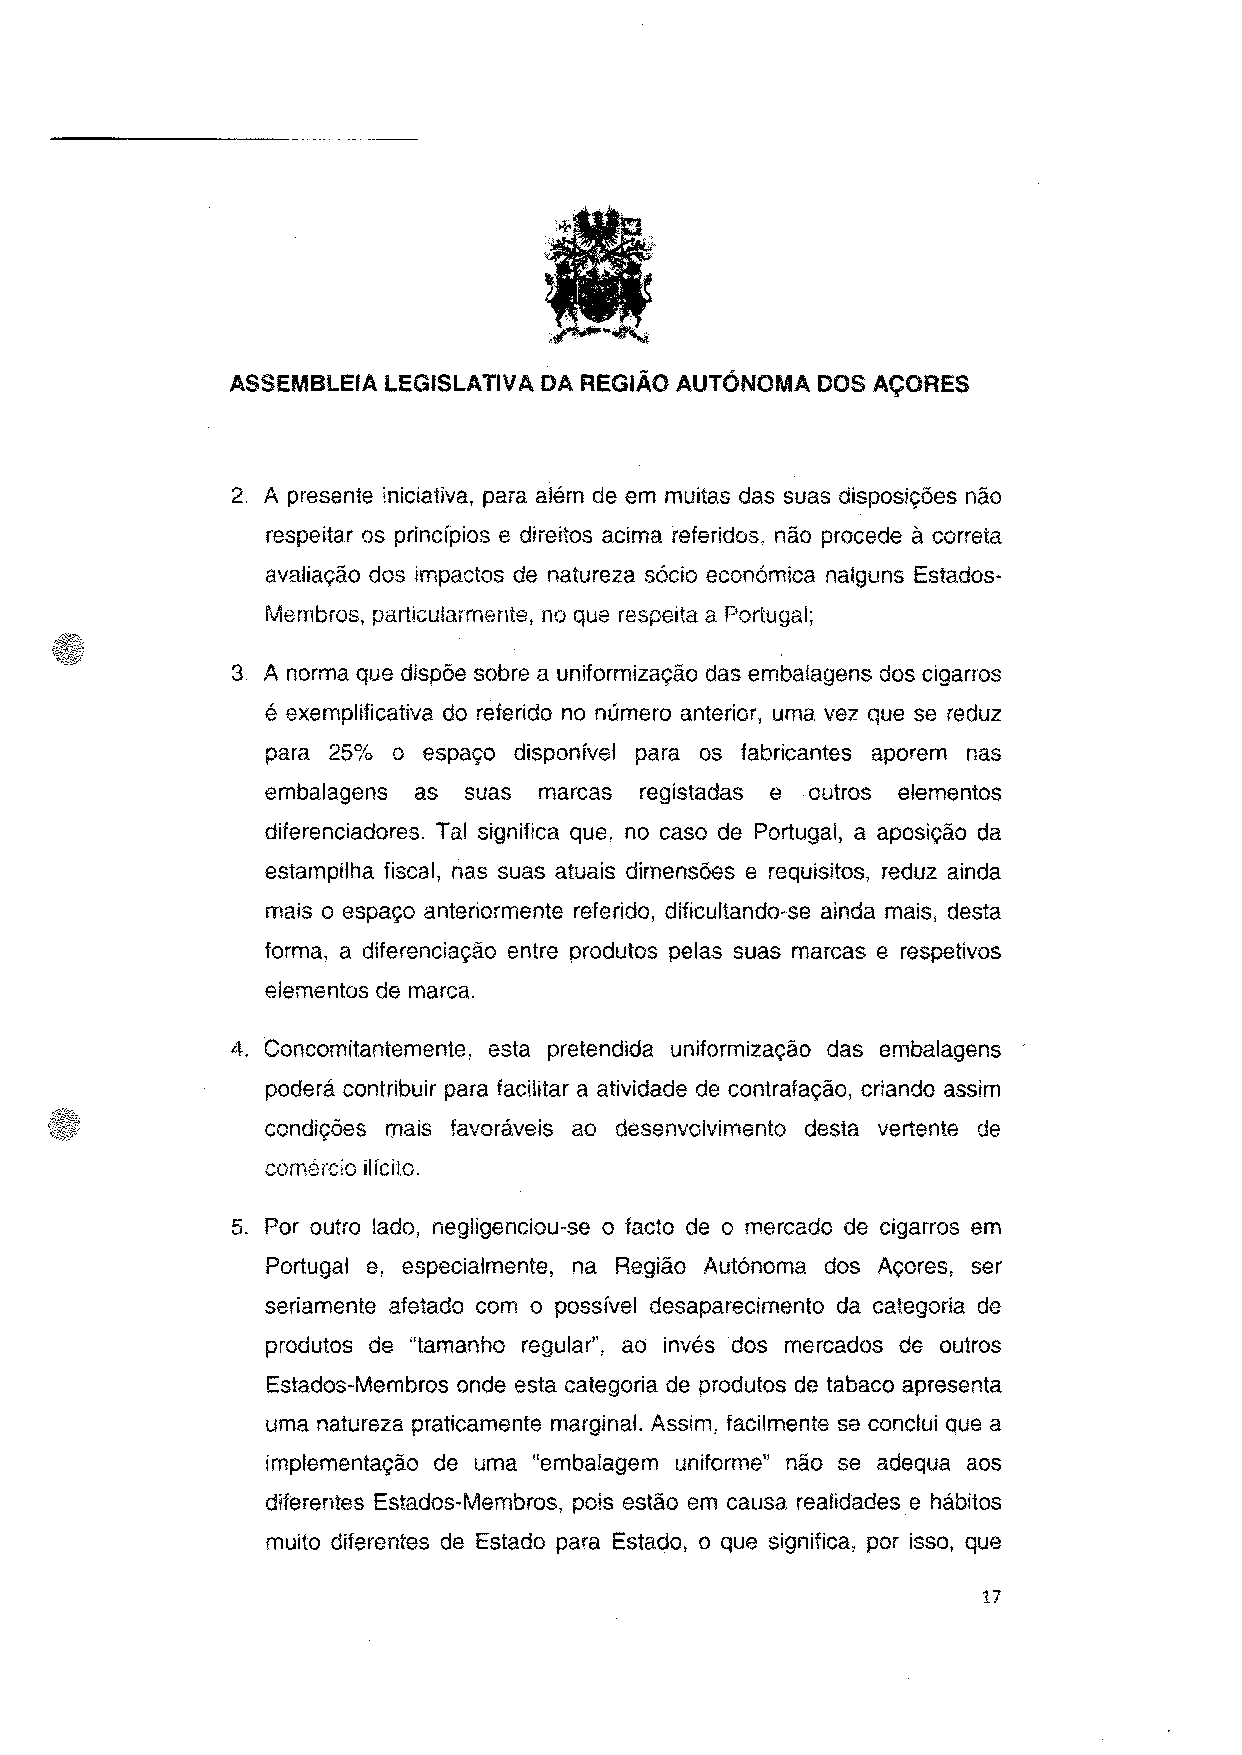 ASSEMBLEIA LEGISLATIVA DA REGIÃO AUTÓNOMA DOS AÇORES
2. A presente iniciativa, para além de em muitas das suas disposições não
respeitar os princípios e direitos acima referidos, não procede à correta
avaliação dos impactos de natureza sócio económica nalguns Estados-
Membros, particularmente, no que respeita a Portugal;
3. A norma que dispõe sobre a uniformização das embalagens dos cigarros
é exemplificativa do referido no número anterior, uma vez que se reduz
para 25% o espaço disponível para os fabricantes aporem nas
embalagens as suas marcas registadas e outros elementos
diferenciadores. Tal significa que, no caso de Portugal, a aposição da
estampilha fiscal, nas suas atuais dimensões e requisitos, reduz ainda
mais o espaço anteriormente referido, dificultando-se ainda mais, desta
forma, a diferenciação entre produtos pelas suas marcas e respetivos
elementos de marca.
4. Concomitantemente, esta pretendida uniformização das embalagens
poderá contribuir para facilitar a atividade de contrafação, criando assim
condições mais favoráveis ao desenvolvimento desta vertente de
comércio ilícito.
5. Por outro lado, negligenciou-se o facto de o mercado de cigarros em
Portugal e, especialmente, na Região Autónoma dos Açores, ser
seriamente afetado com o possível desaparecimento da categoria de
produtos de "tamanho regular", ao invés dos mercados de outros
Estados-Membros onde esta categoria de produtos de tabaco apresenta
uma natureza praticamente marginal. Assim, facilmente se conclui que a
implementação de uma "embalagem uniforme" não se adequa aos
diferentes Estados-Membros, pois estão em causa realidades e hábitos
muito diferentes de Estado para Estado, o que significa, por isso, que
17